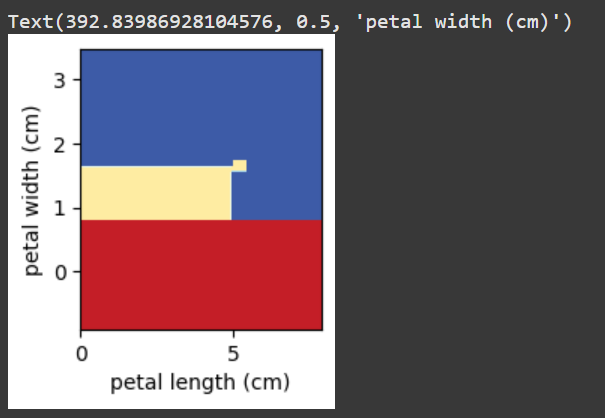 Text(392.83986928104576, 0.5, 'petal width (cm)')
petal width (cm)
3
2
1
0
0 5
petal length (cm)